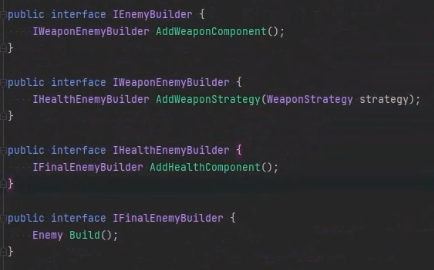 public interface IEnemyBuilder {
    IWeaponEnemyBuilder AddWeaponComponent();
}
public interface IWeaponEnemyBuilder {
    IHealthEnemyBuilder AddWeaponStrategy(WeaponStrategy strategy);
}
public interface IHealthEnemyBuilder {
    IFinalEnemyBuilder AddHealthComponent();
}
public interface IFinalEnemyBuilder {
    Enemy Build();
}